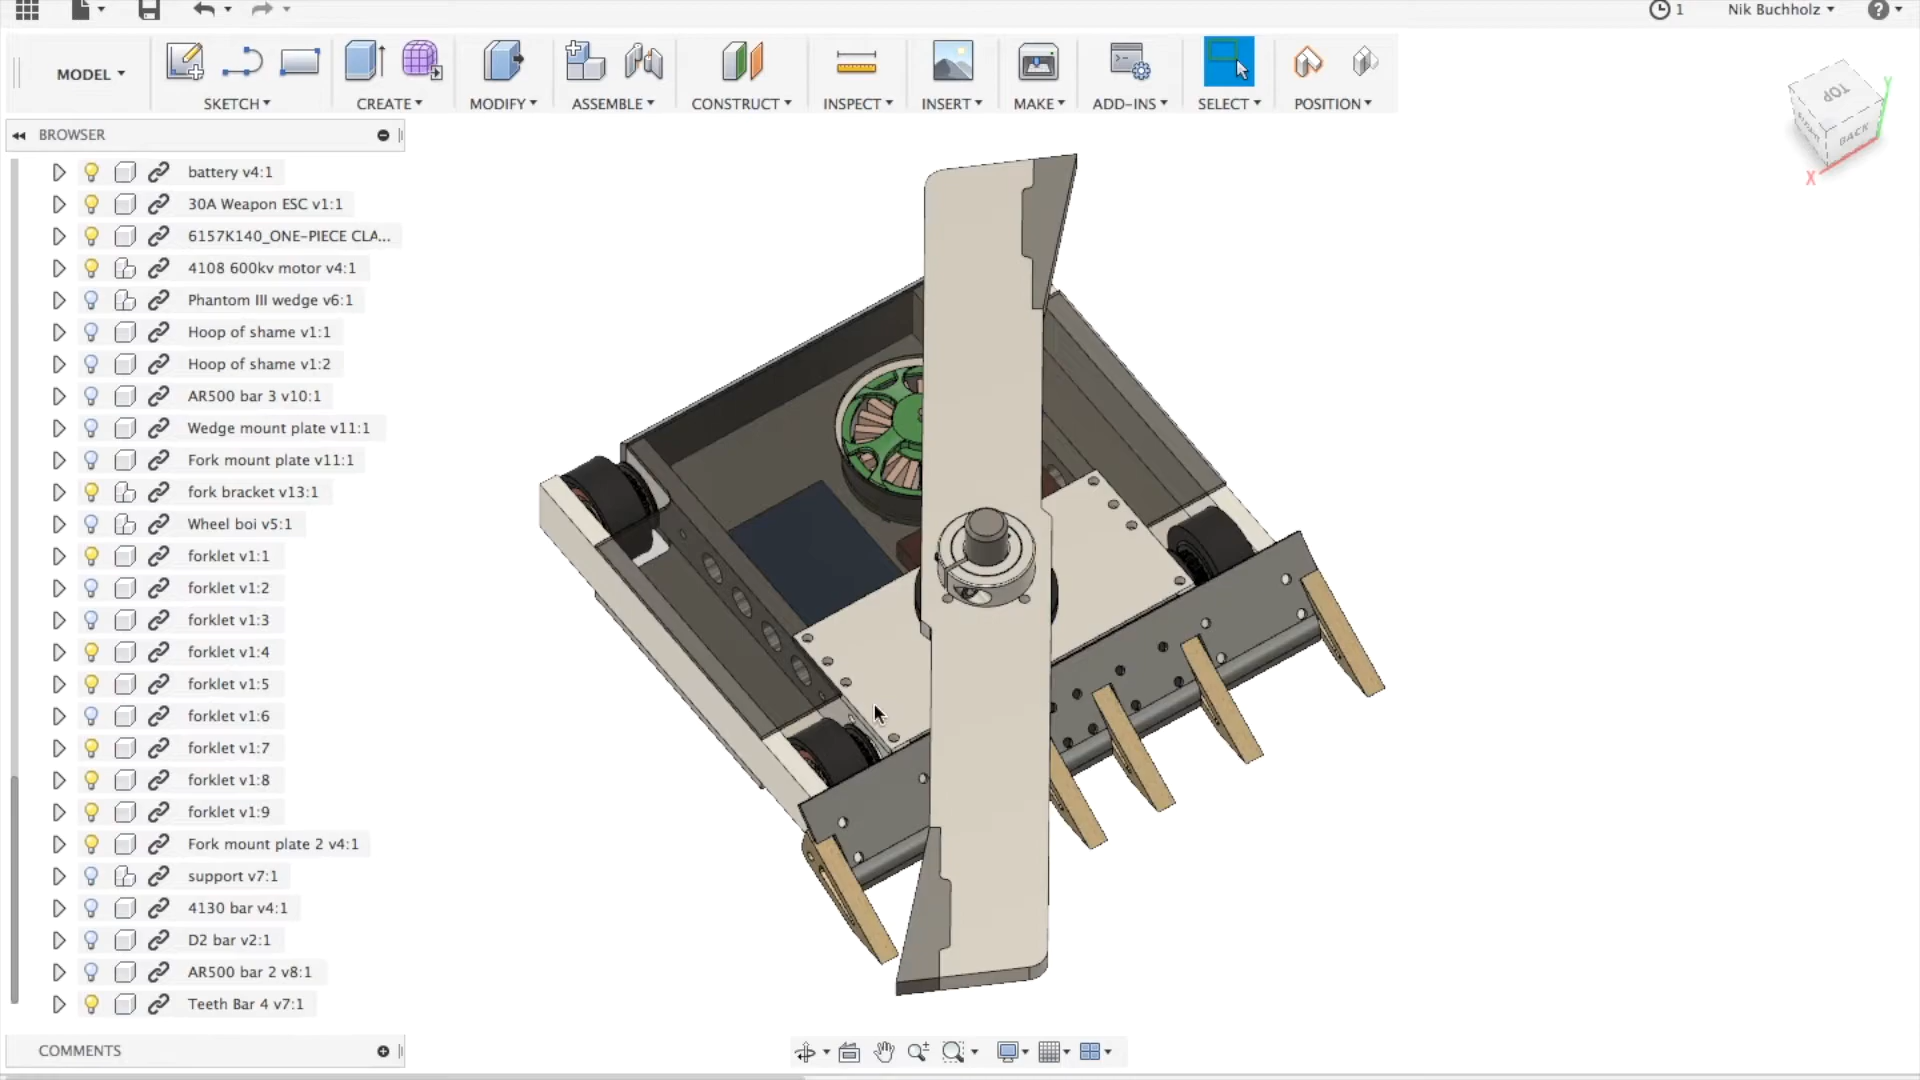 1
Nik Buchholz
?
MODEL
SKETCH
CREATE
MODIFY
ASSEMBLE
CONSTRUCT
INSPECT
INSERT
MAKE
ADD-INS
SELECT
POSITION
TOP
BACK
Y
X
BROWSER
battery v4:1
30A Weapon ESC v1:1
6157K140_ONE-PIECE CLA...
4108 600kv motor v4:1
Phantom III wedge v6:1
Hoop of shame v1:1
Hoop of shame v1:2
AR500 bar 3 v10:1
Wedge mount plate v11:1
Fork mount plate v11:1
fork bracket v13:1
Wheel boi v5:1
forklet v1:1
forklet v1:2
forklet v1:3
forklet v1:4
forklet v1:5
forklet v1:6
forklet v1:7
forklet v1:8
forklet v1:9
Fork mount plate 2 v4:1
support v7:1
4130 bar v4:1
D2 bar v2:1
AR500 bar 2 v8:1
Teeth Bar 4 v7:1
COMMENTS